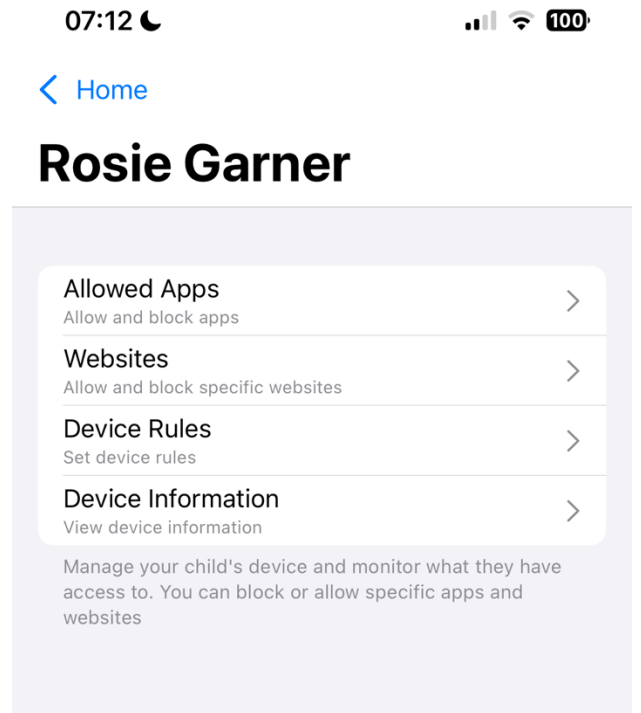 07:12
100
Home
Rosie Garner
Allowed Apps
Allow and block apps
Websites
Allow and block specific websites
Device Rules
Set device rules
Device Information
View device information
Manage your child's device and monitor what they have
access to. You can block or allow specific apps and
websites